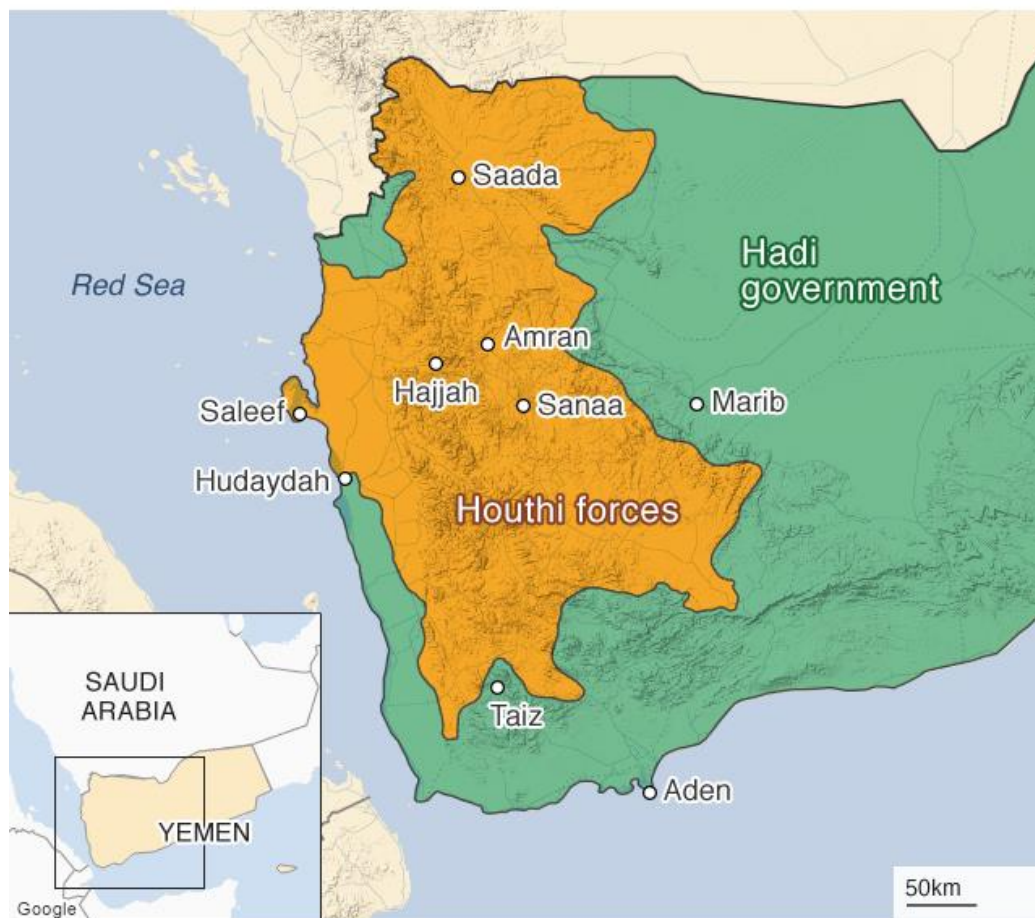 Saada
Red Sea
Hadi
government
Amran
Hajjah
Sanaa
Marib
Saleef
Hudaydah
Houthi forces
Taiz
Aden
SAUDI
ARABIA
YEMEN
Google
50km